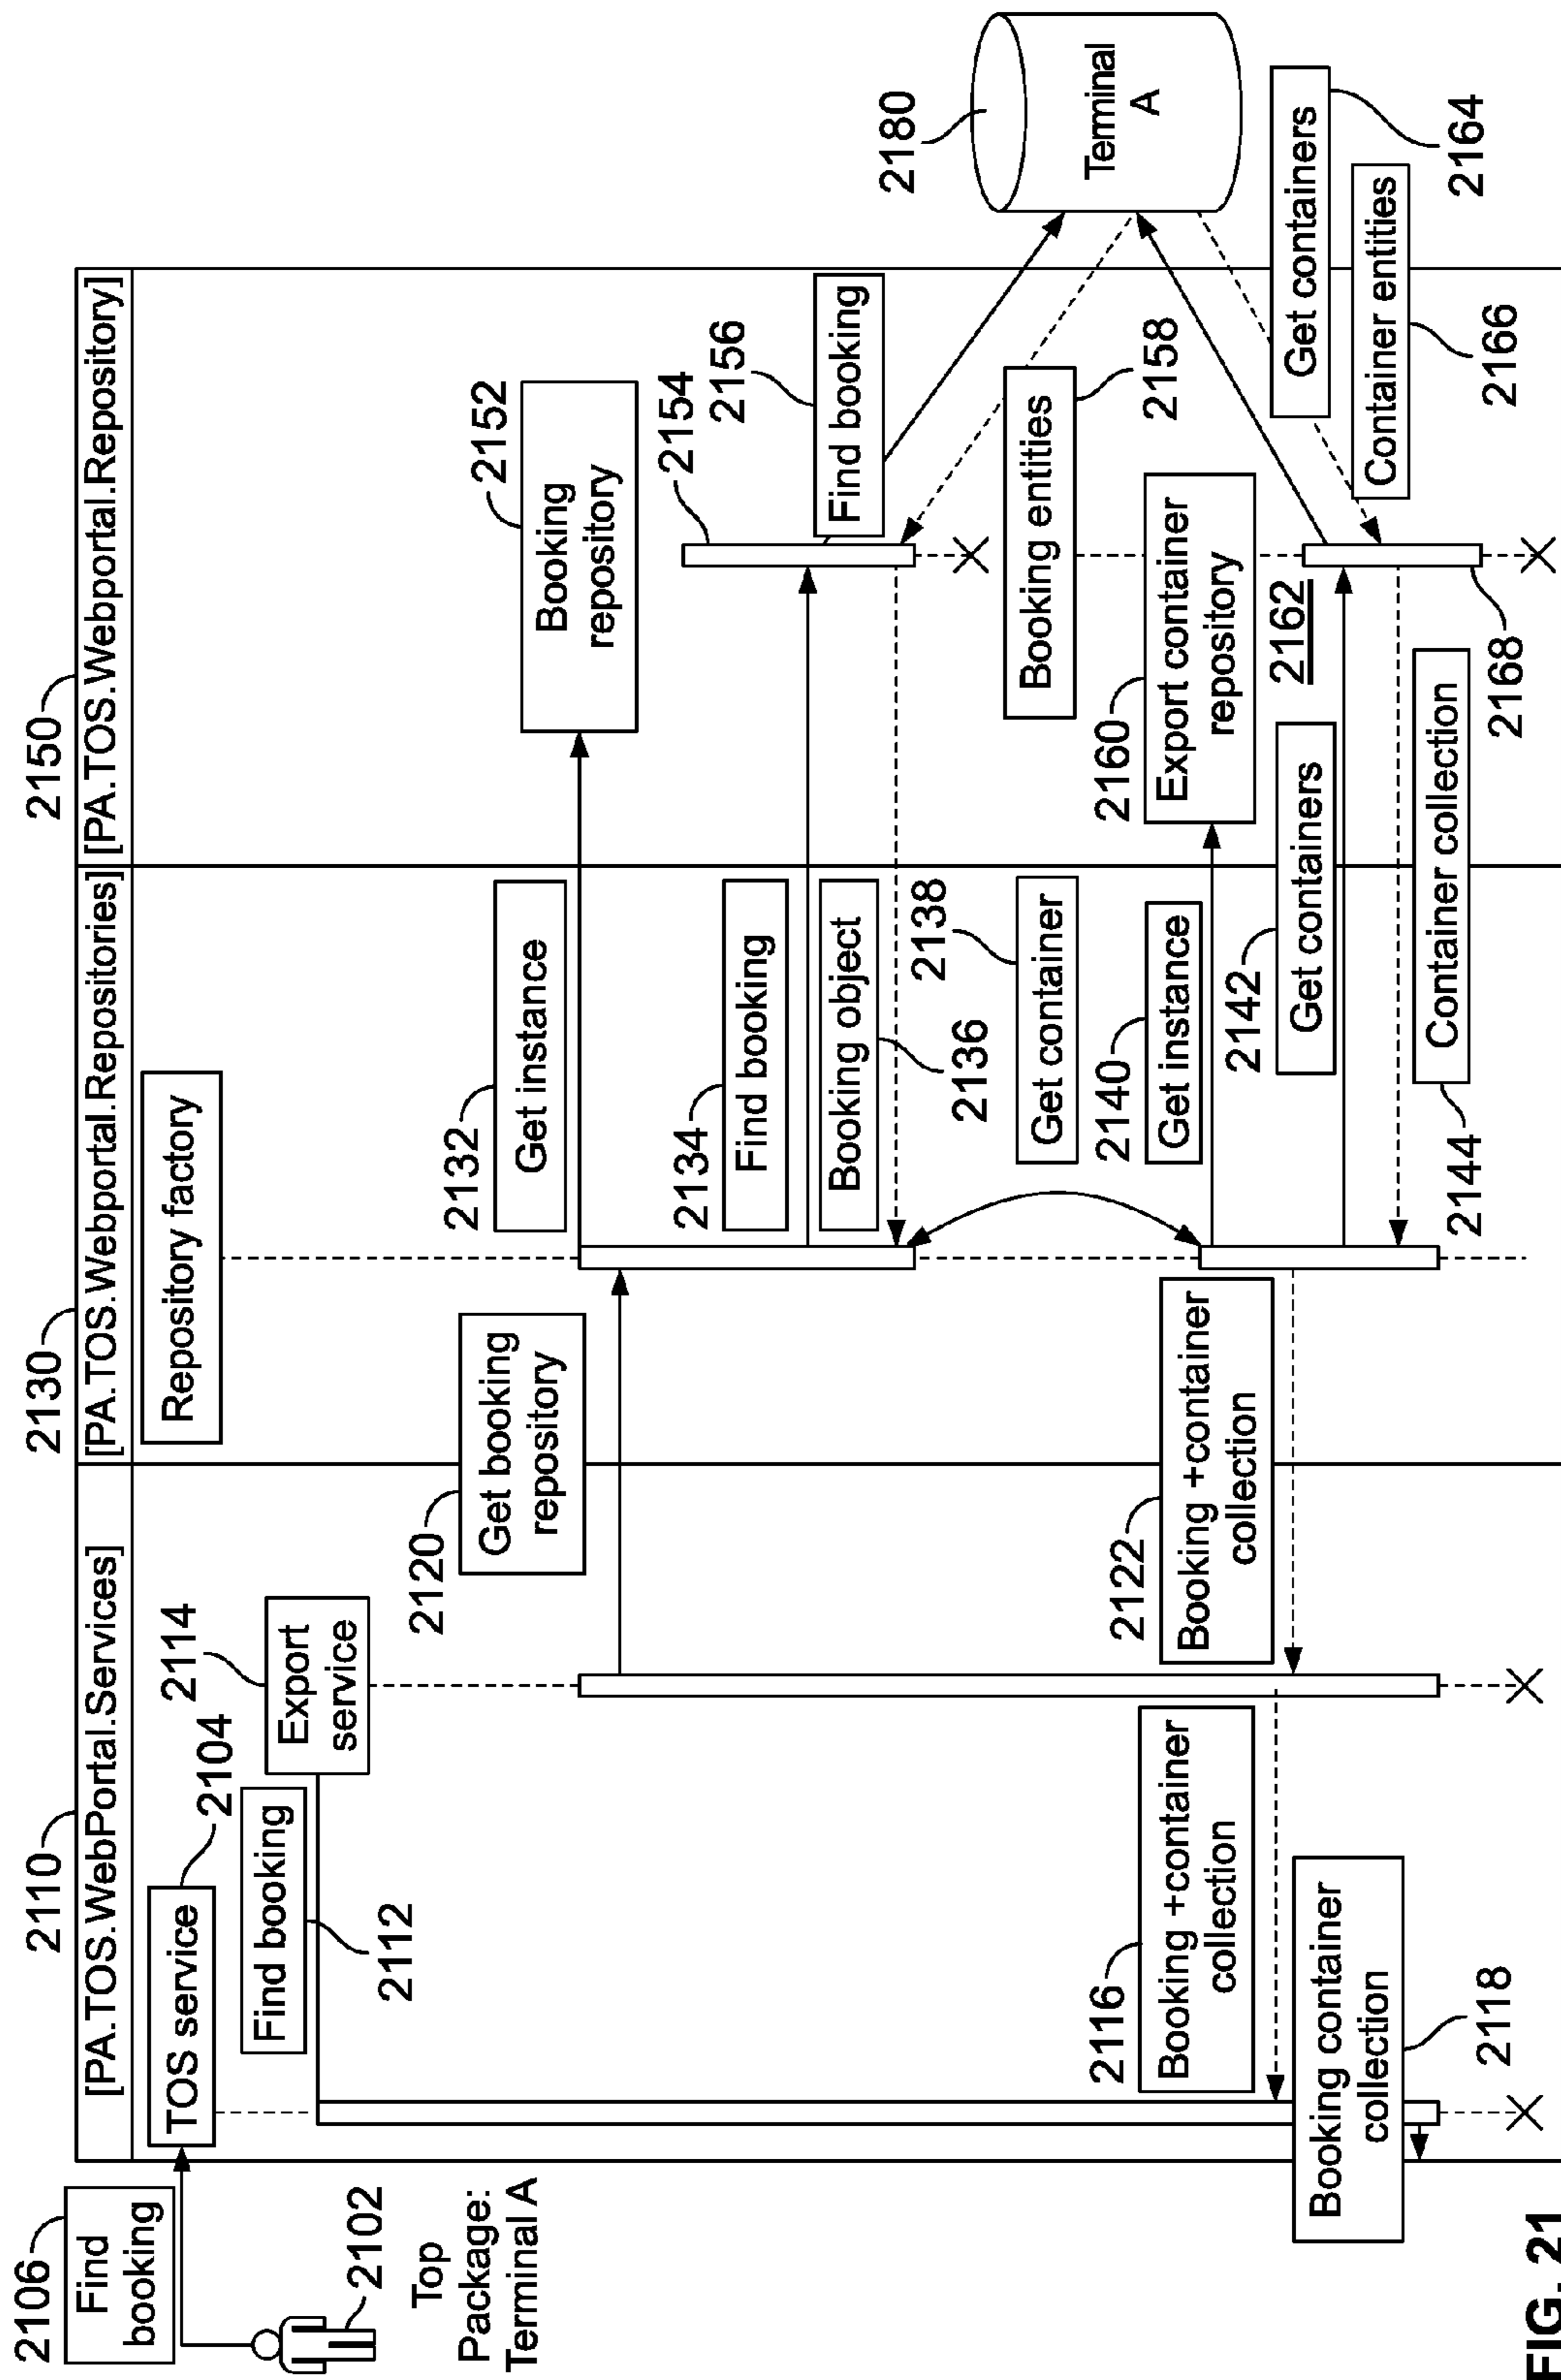 2110
2130
2150
[PA.TOS.WebPortal.Services]
[PA.TOS.Webportal.Repositories]
[PA.TOS.Webportal.Repository]
2106
Find
booking
2102
Top
Package:
Terminal A
TOS service
2104
Find booking
2112
2114
Export
service
Repository factory
2120
Get booking
repository
2132
Get instance
2152
Booking
repository
2134
Find booking
2154
2156
Find booking
2180
Terminal
A
Booking object
2136
2138
Get container
Booking entities
2158
2140
Get instance
2160
Export container
repository
2162
2142
Get containers
Get containers
2164
Container entities
2166
2168
Container collection
2144
2122
Booking +container
collection
2116
Booking +container
collection
Booking container
collection
2118
FIG. 21